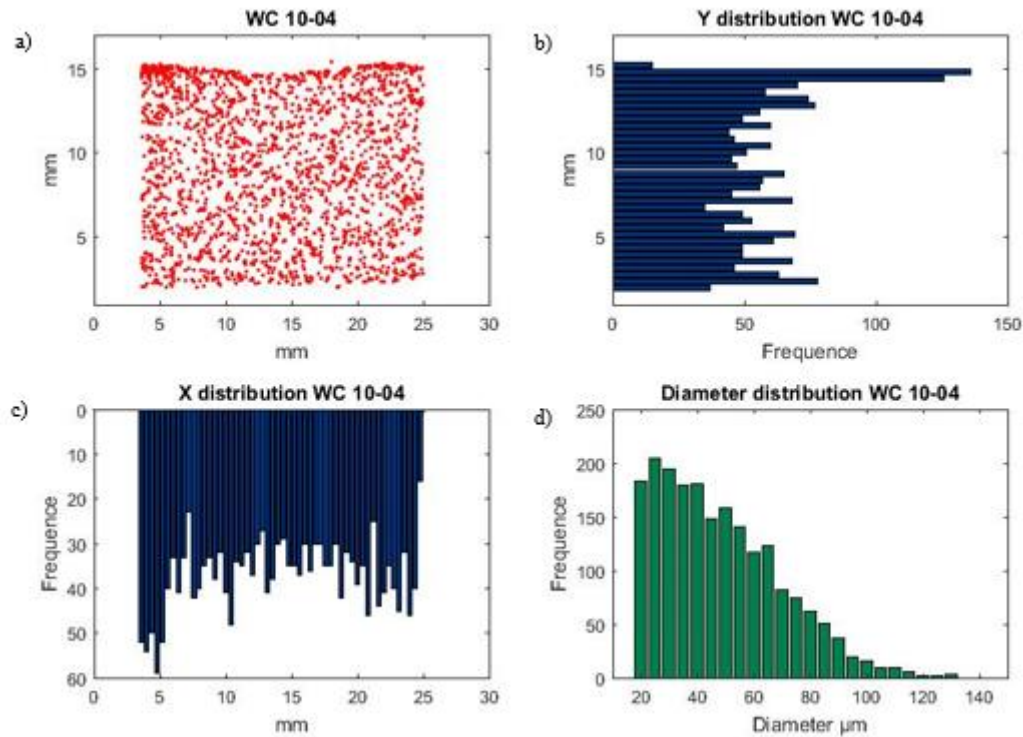 a)
WC 10-04
15
10
5
mm
0 5 10 15 20 25 30
mm
b)
Y distribution WC 10-04
15
10
5
mm
0 50 100 150
Frequence
c)
X distribution WC 10-04
0
10
20
30
40
50
60
Frequence
0 5 10 15 20 25 30
mm
d)
Diameter distribution WC 10-04
250
200
150
100
50
0
Frequence
20 40 60 80 100 120 140
Diameter µm